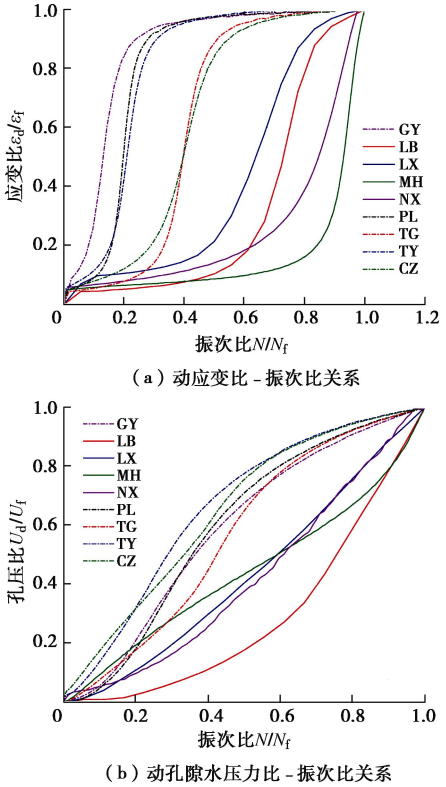 1.0
0.8
0.6
0.4
0.2
应变比εd/εf
GY
LB
LX
MH
NX
PL
TG
TY
CZ
0 0.2 0.4 0.6 0.8 1.0 1.2
振次比N/Nf
(a) 动应变比-振次比关系
1.0
0.8
0.6
0.4
0.2
孔压比Ud/Uf
GY
LB
LX
MH
NX
PL
TG
TY
CZ
0 0.2 0.4 0.6 0.8 1.0
振次比N/Nf
(b) 动孔隙水压力比-振次比关系